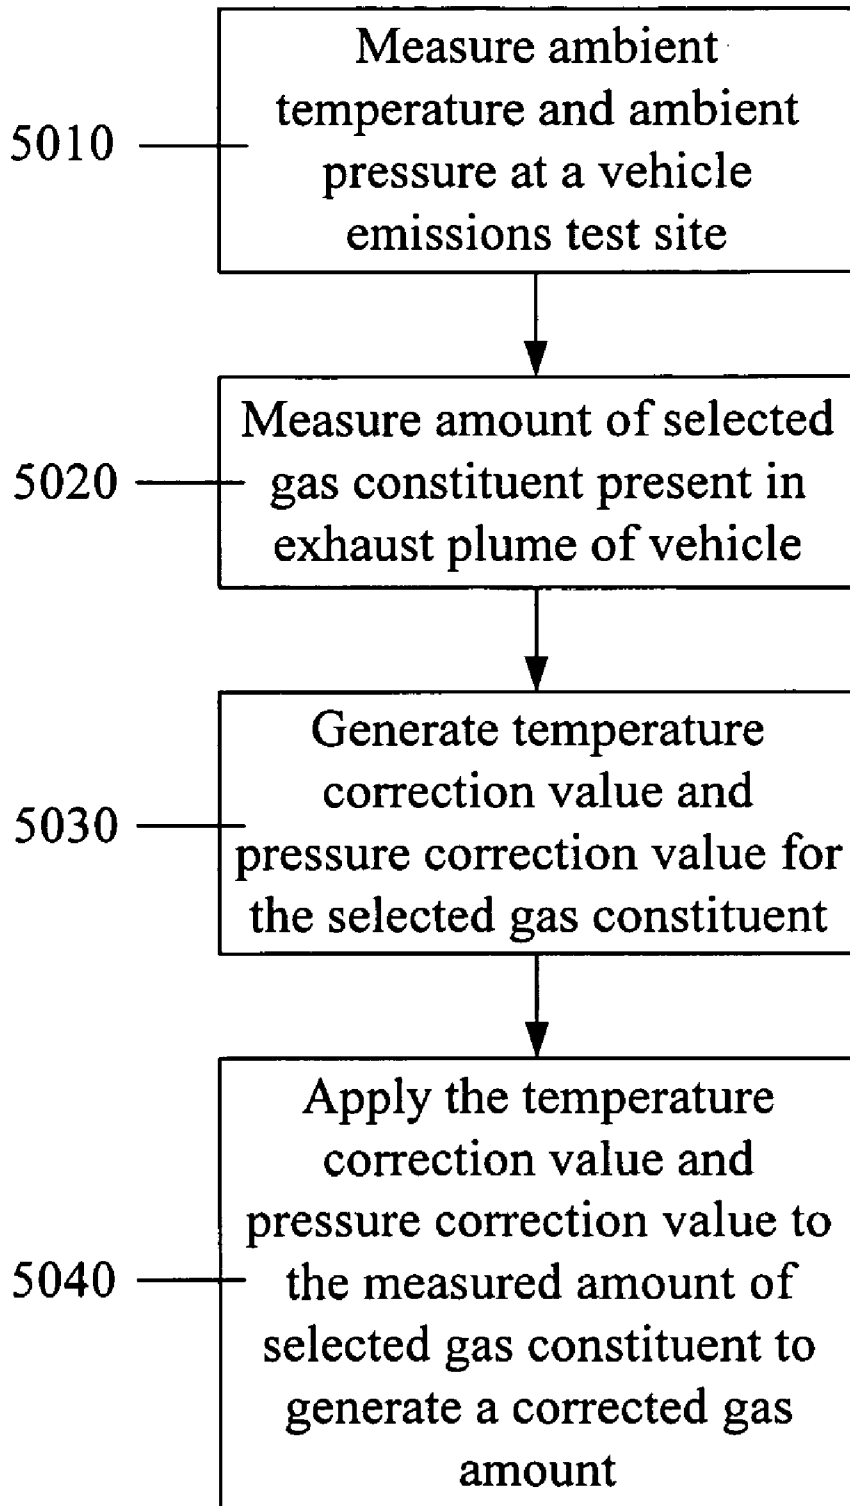 Measure ambient
temperature and ambient
5010
pressure at a vehicle
emissions test site
Measure amount of selected
5020
gas constituent present in
exhaust plume of vehicle
Generate temperature
correction value and
5030
pressure correction value for
the selected gas constituent
Apply the temperature
correction value and
pressure correction value to
5040
the measured amount of
selected gas constituent to
generate a corrected gas
amount